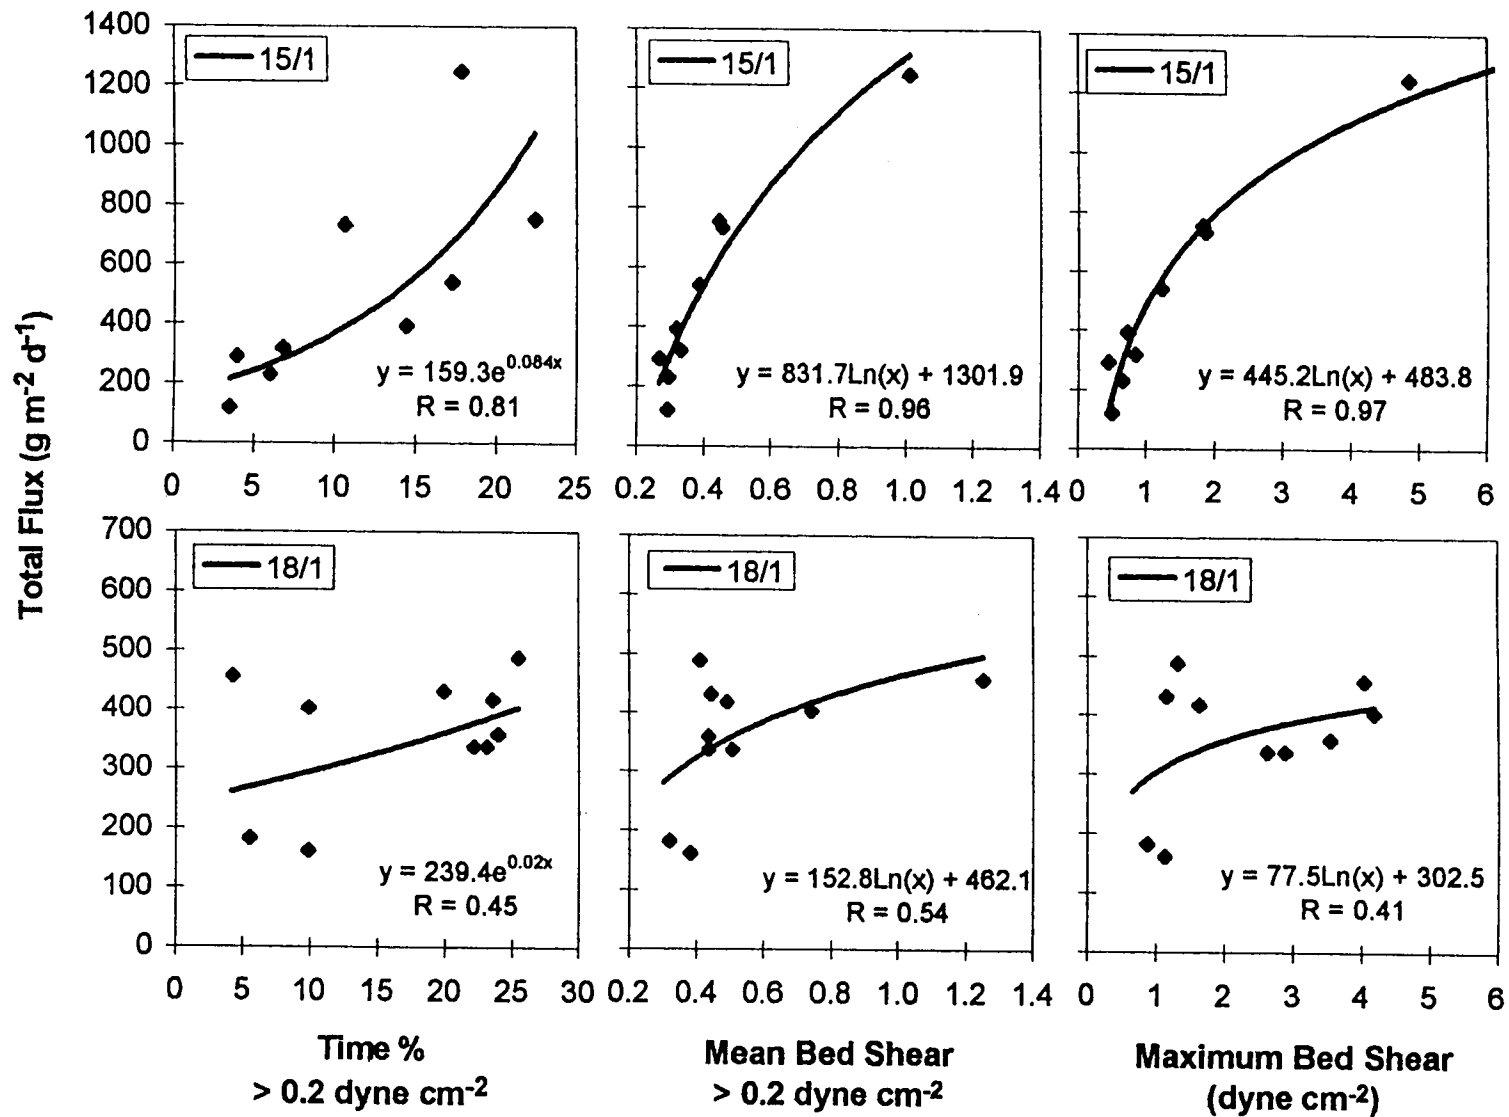 Total Flux (g m-2 d-1)
1400
1200
1000
800
600
400
200
0
15/1
y = 159.3e0.084x
R = 0.81
0 5 10 15 20 25
15/1
y = 831.7Ln(x) + 1301.9
R = 0.96
0.2 0.4 0.6 0.8 1.0 1.2 1.4
15/1
y = 445.2Ln(x) + 483.8
R = 0.97
0 1 2 3 4 5 6
700
600
500
400
300
200
100
0
18/1
y = 239.4e0.02x
R = 0.45
0 5 10 15 20 25 30
18/1
y = 152.8Ln(x) + 462.1
R = 0.54
0.2 0.4 0.6 0.8 1.0 1.2 1.4
18/1
y = 77.5Ln(x) + 302.5
R = 0.41
0 1 2 3 4 5 6
Time %
> 0.2 dyne cm-2
Mean Bed Shear
> 0.2 dyne cm-2
Maximum Bed Shear
(dyne cm-2)